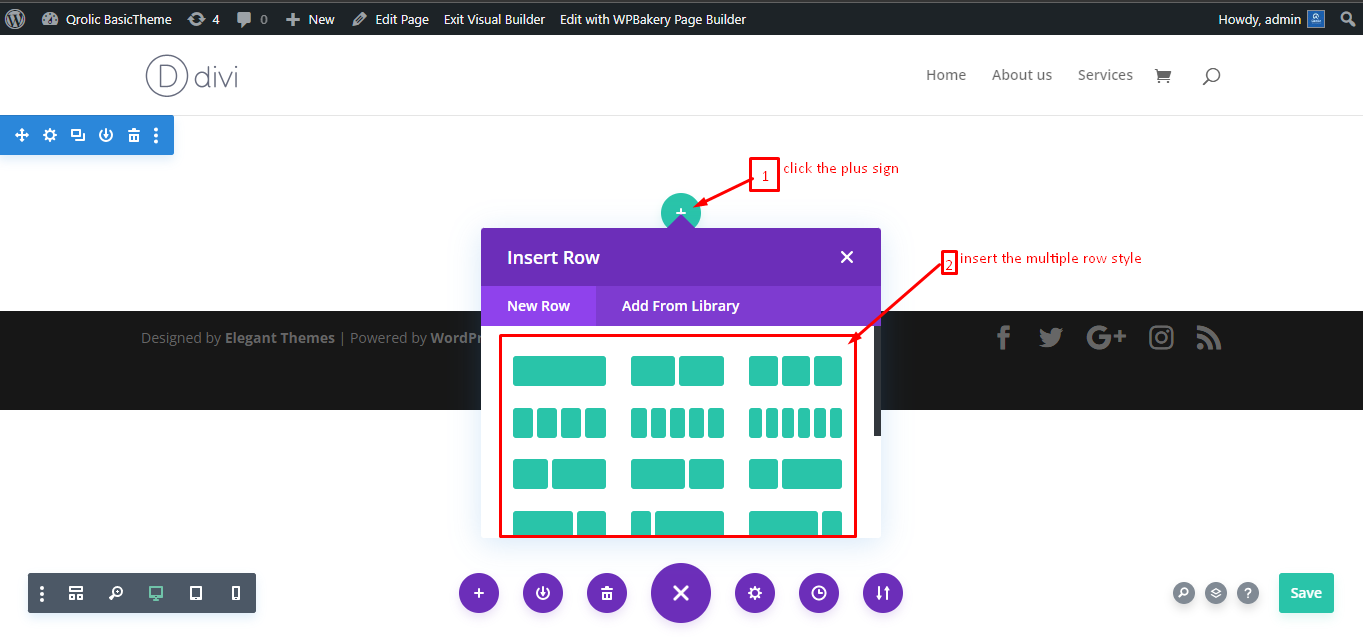 Qrolic BasicTheme 4 0 New Edit Page Exit Visual Builder Edit with WPBakery Page Builder Howdy, admin
D divi Home About us Services
1 click the plus sign
Insert Row
2 insert the multiple row style
New Row Add From Library
Designed by Elegant Themes | Powered by WordPr
Save